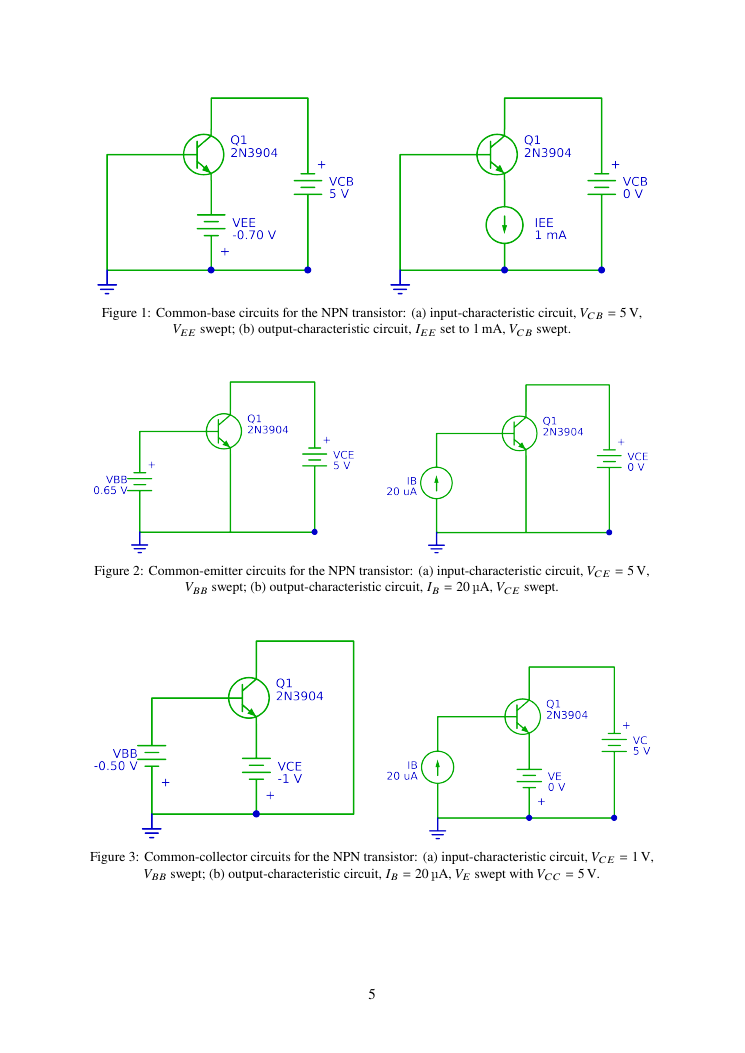 Q1
2N3904
+
VCB
5 V
VEE
-0.70 V
+
Q1
2N3904
+
VCB
0 V
IEE
1 mA
Figure 1: Common-base circuits for the NPN transistor: (a) input-characteristic circuit, VCB = 5 V,
VEE swept; (b) output-characteristic circuit, IEE set to 1 mA, VCB swept.
Q1
2N3904
+
VCE
5 V
+
VBB
0.65 V
Q1
2N3904
+
VCE
0 V
IB
20 uA
Figure 2: Common-emitter circuits for the NPN transistor: (a) input-characteristic circuit, VCE = 5 V,
VBB swept; (b) output-characteristic circuit, IB = 20 µA, VCE swept.
Q1
2N3904
VBB
-0.50 V
+
VCE
-1 V
+
Q1
2N3904
+
VC
5 V
IB
20 uA
VE
0 V
+
Figure 3: Common-collector circuits for the NPN transistor: (a) input-characteristic circuit, VCE = 1 V,
VBB swept; (b) output-characteristic circuit, IB = 20 µA, VE swept with VCC = 5 V.
5